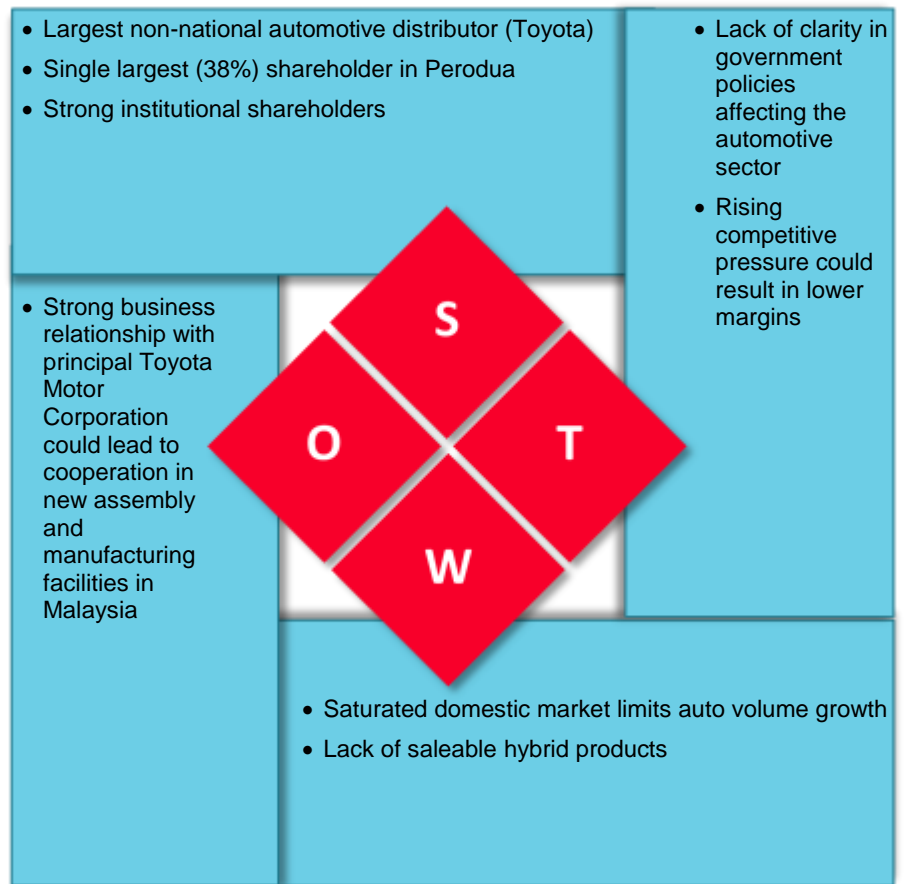 • Largest non-national automotive distributor (Toyota)
• Single largest (38%) shareholder in Perodua
• Strong institutional shareholders
• Lack of clarity in
government
policies
affecting the
automotive
sector
• Rising
competitive
pressure could
result in lower
margins
• Strong business
relationship with
principal Toyota
Motor
Corporation
could lead to
cooperation in
new assembly
and
manufacturing
facilities in
Malaysia
S
O
T
W
• Saturated domestic market limits auto volume growth
• Lack of saleable hybrid products